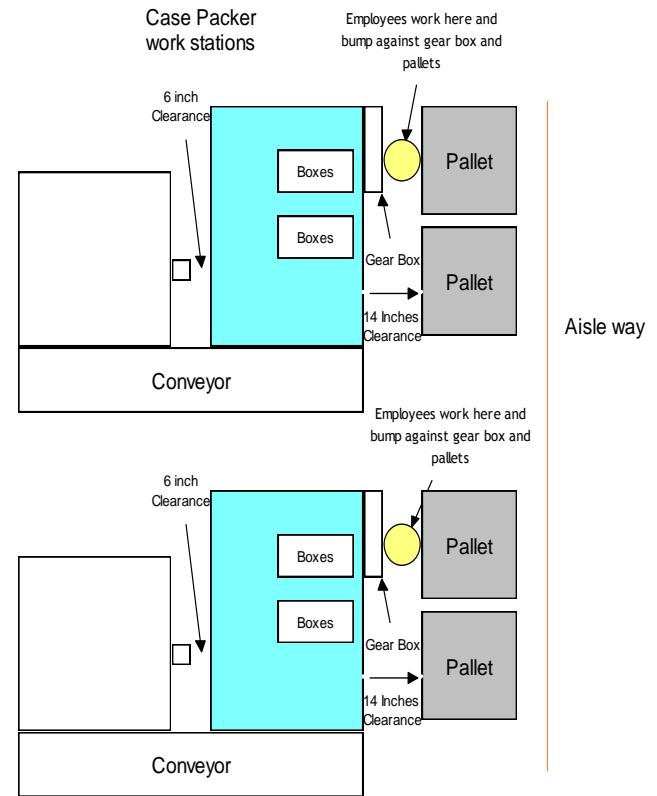 Case Packer
work stations
Employees work here and
bump against gear box and
pallets
6 inch
Clearance
Boxes
Pallet
Boxes
Gear Box
Pallet
14 Inches
Clearance
Aisle way
Conveyor
Employees work here and
bump against gear box and
pallets
6 inch
Clearance
Boxes
Pallet
Boxes
Gear Box
Pallet
14 Inches
Clearance
Conveyor